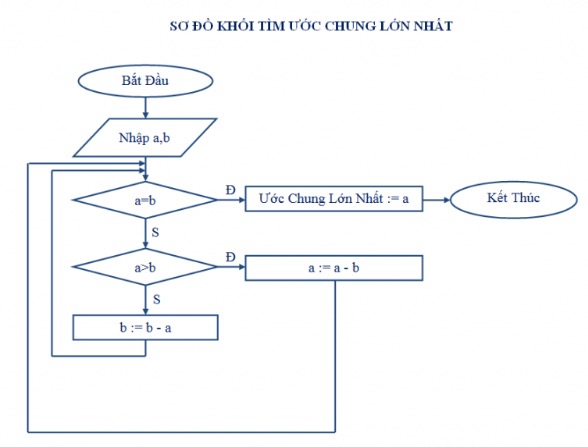 SƠ ĐỒ KHỐI TÌM ƯỚC CHUNG LỚN NHẤT
Bắt Đầu
Nhập a,b
a=b
Đ
Ước Chung Lớn Nhất := a
Kết Thúc
S
a>b
Đ
a := a - b
S
b := b - a